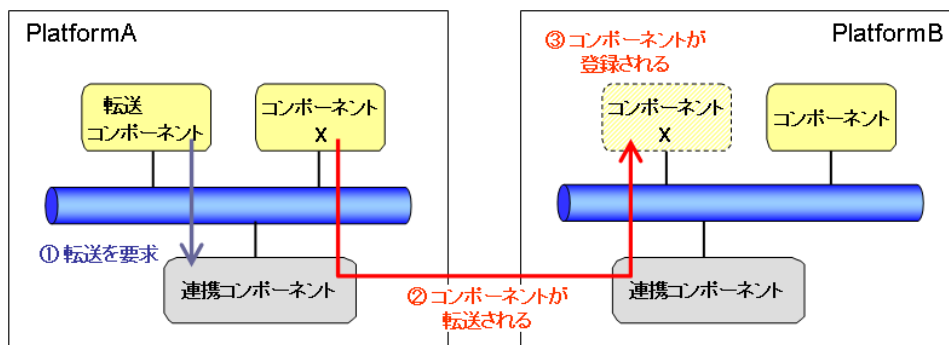 PlatformA
転送
コンポーネント
コンポーネント
X
① 転送を要求
連携コンポーネント
② コンポーネントが
転送される
PlatformB
③ コンポーネントが
登録される
コンポーネント
X
コンポーネント
連携コンポーネント